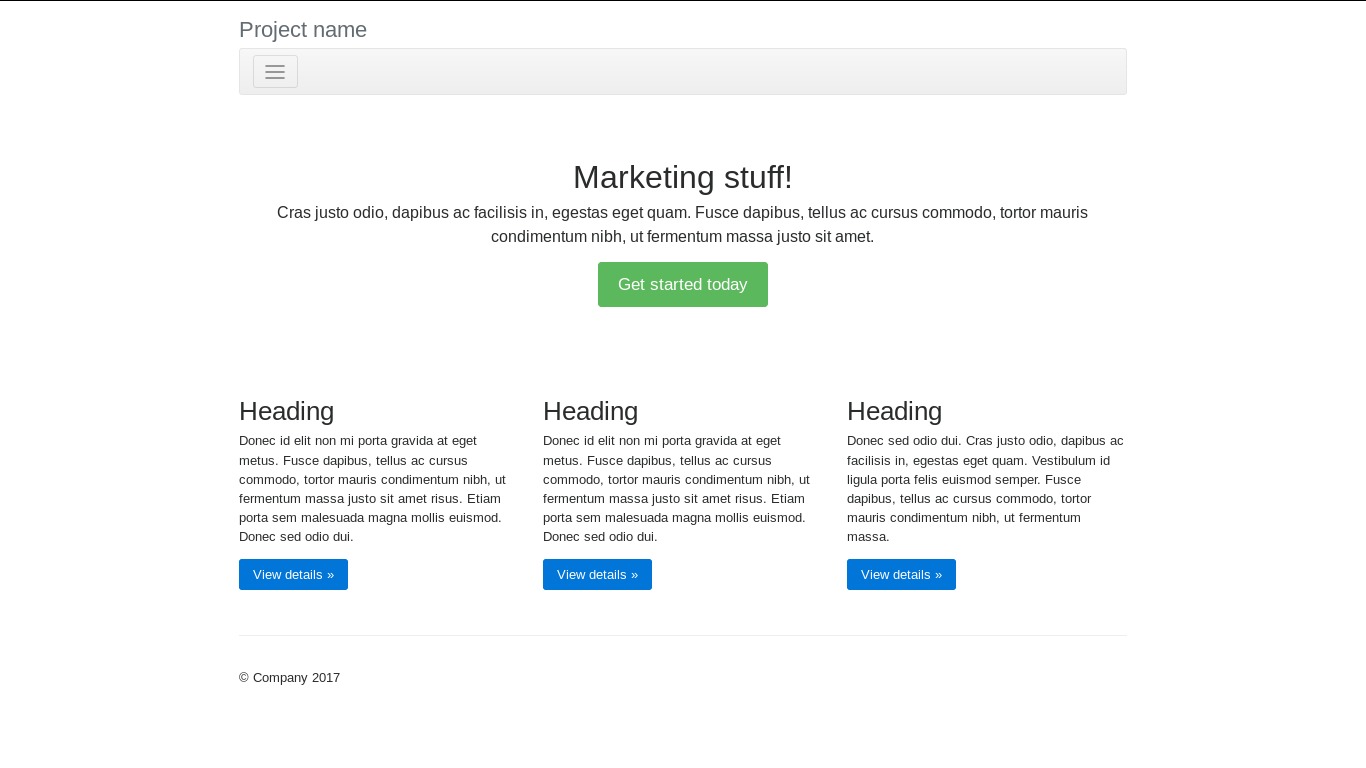 Project name
Marketing stuff!
Cras justo odio, dapibus ac facilisis in, egestas eget quam. Fusce dapibus, tellus ac cursus commodo, tortor mauris
condimentum nibh, ut fermentum massa justo sit amet.
Get started today
Heading
Donec id elit non mi porta gravida at eget
metus. Fusce dapibus, tellus ac cursus
commodo, tortor mauris condimentum nibh, ut
fermentum massa justo sit amet risus. Etiam
porta sem malesuada magna mollis euismod.
Donec sed odio dui.
View details »
Heading
Donec id elit non mi porta gravida at eget
metus. Fusce dapibus, tellus ac cursus
commodo, tortor mauris condimentum nibh, ut
fermentum massa justo sit amet risus. Etiam
porta sem malesuada magna mollis euismod.
Donec sed odio dui.
View details »
Heading
Donec sed odio dui. Cras justo odio, dapibus ac
facilisis in, egestas eget quam. Vestibulum id
ligula porta felis euismod semper. Fusce
dapibus, tellus ac cursus commodo, tortor
mauris condimentum nibh, ut fermentum
massa.
View details »
© Company 2017